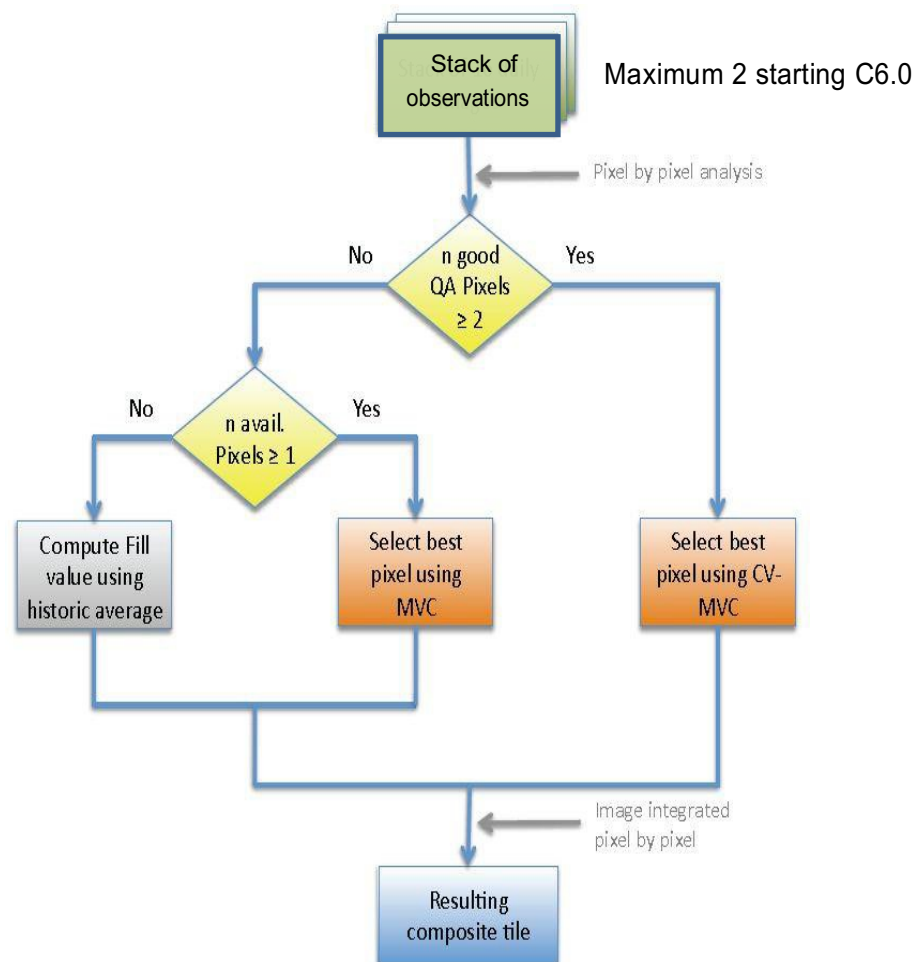 Stack of
observations
Maximum 2 starting C6.0
Pixel by pixel analysis
No
n good
QA Pixels
≥ 2
Yes
No
n avail.
Pixels ≥ 1
Yes
Compute Fill
value using
historic average
Select best
pixel using
MVC
Select best
pixel using CV-
MVC
Image integrated
pixel by pixel
Resulting
composite tile